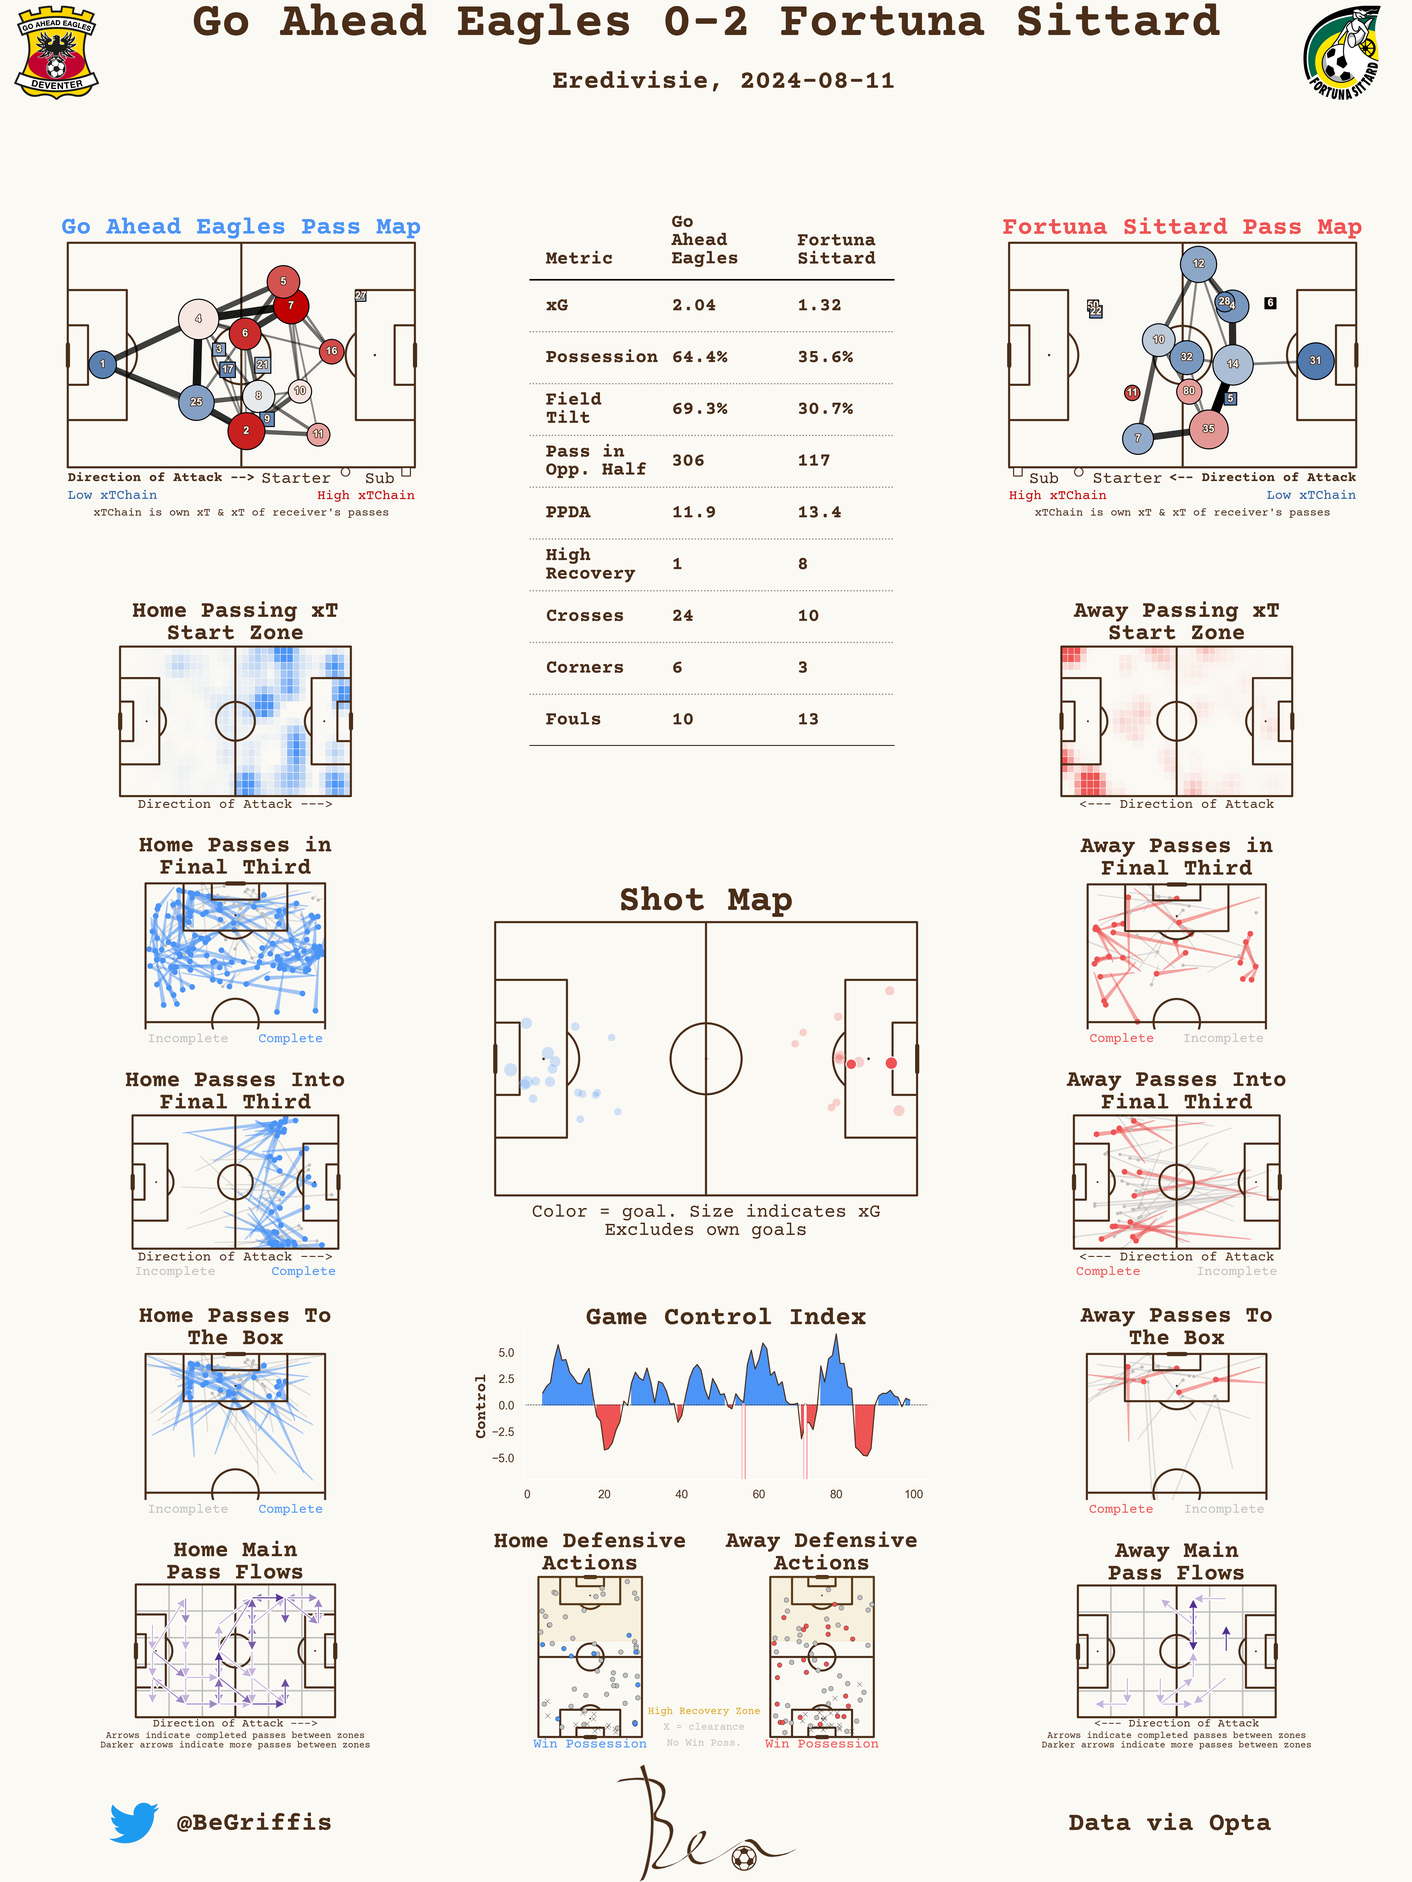 Go Ahead Eagles 0-2 Fortuna Sittard
Eredivisie, 2024-08-11
GO AHEAD EAGLES
DEVENTER
FORTUNA SITTARD
Go Ahead Eagles Pass Map
5
27
7
4
6
3
16
1
17
21
10
8
25
9
2
11
Direction of Attack --> Starter Sub
Low xTChain High xTChain
xTChain is own xT & xT of receiver's passes
Metric Go Ahead Eagles Fortuna Sittard
xG 2.04 1.32
Possession 64.4% 35.6%
Field Tilt 69.3% 30.7%
Pass in Opp. Half 306 117
PPDA 11.9 13.4
High Recovery 1 8
Crosses 24 10
Corners 6 3
Fouls 10 13
Fortuna Sittard Pass Map
12
28
4
6
22
10
32
14
31
11
80
5
35
7
Sub Starter <-- Direction of Attack
High xTChain Low xTChain
xTChain is own xT & xT of receiver's passes
Home Passing xT
Start Zone
Direction of Attack --->
Away Passing xT
Start Zone
<--- Direction of Attack
Home Passes in
Final Third
Incomplete Complete
Away Passes in
Final Third
Complete Incomplete
Shot Map
Color = goal. Size indicates xG
Excludes own goals
Home Passes Into
Final Third
Direction of Attack --->
Incomplete Complete
Away Passes Into
Final Third
<--- Direction of Attack
Complete Incomplete
Home Passes To
The Box
Incomplete Complete
Game Control Index
Control
5.0
2.5
0.0
−2.5
−5.0
0 20 40 60 80 100
Away Passes To
The Box
Complete Incomplete
Home Main
Pass Flows
Direction of Attack --->
Arrows indicate completed passes between zones
Darker arrows indicate more passes between zones
Home Defensive
Actions
Win Possession
High Recovery Zone
X = clearance
No Win Poss.
Away Defensive
Actions
Win Possession
Away Main
Pass Flows
<--- Direction of Attack
Arrows indicate completed passes between zones
Darker arrows indicate more passes between zones
@BeGriffis
Ben
Data via Opta